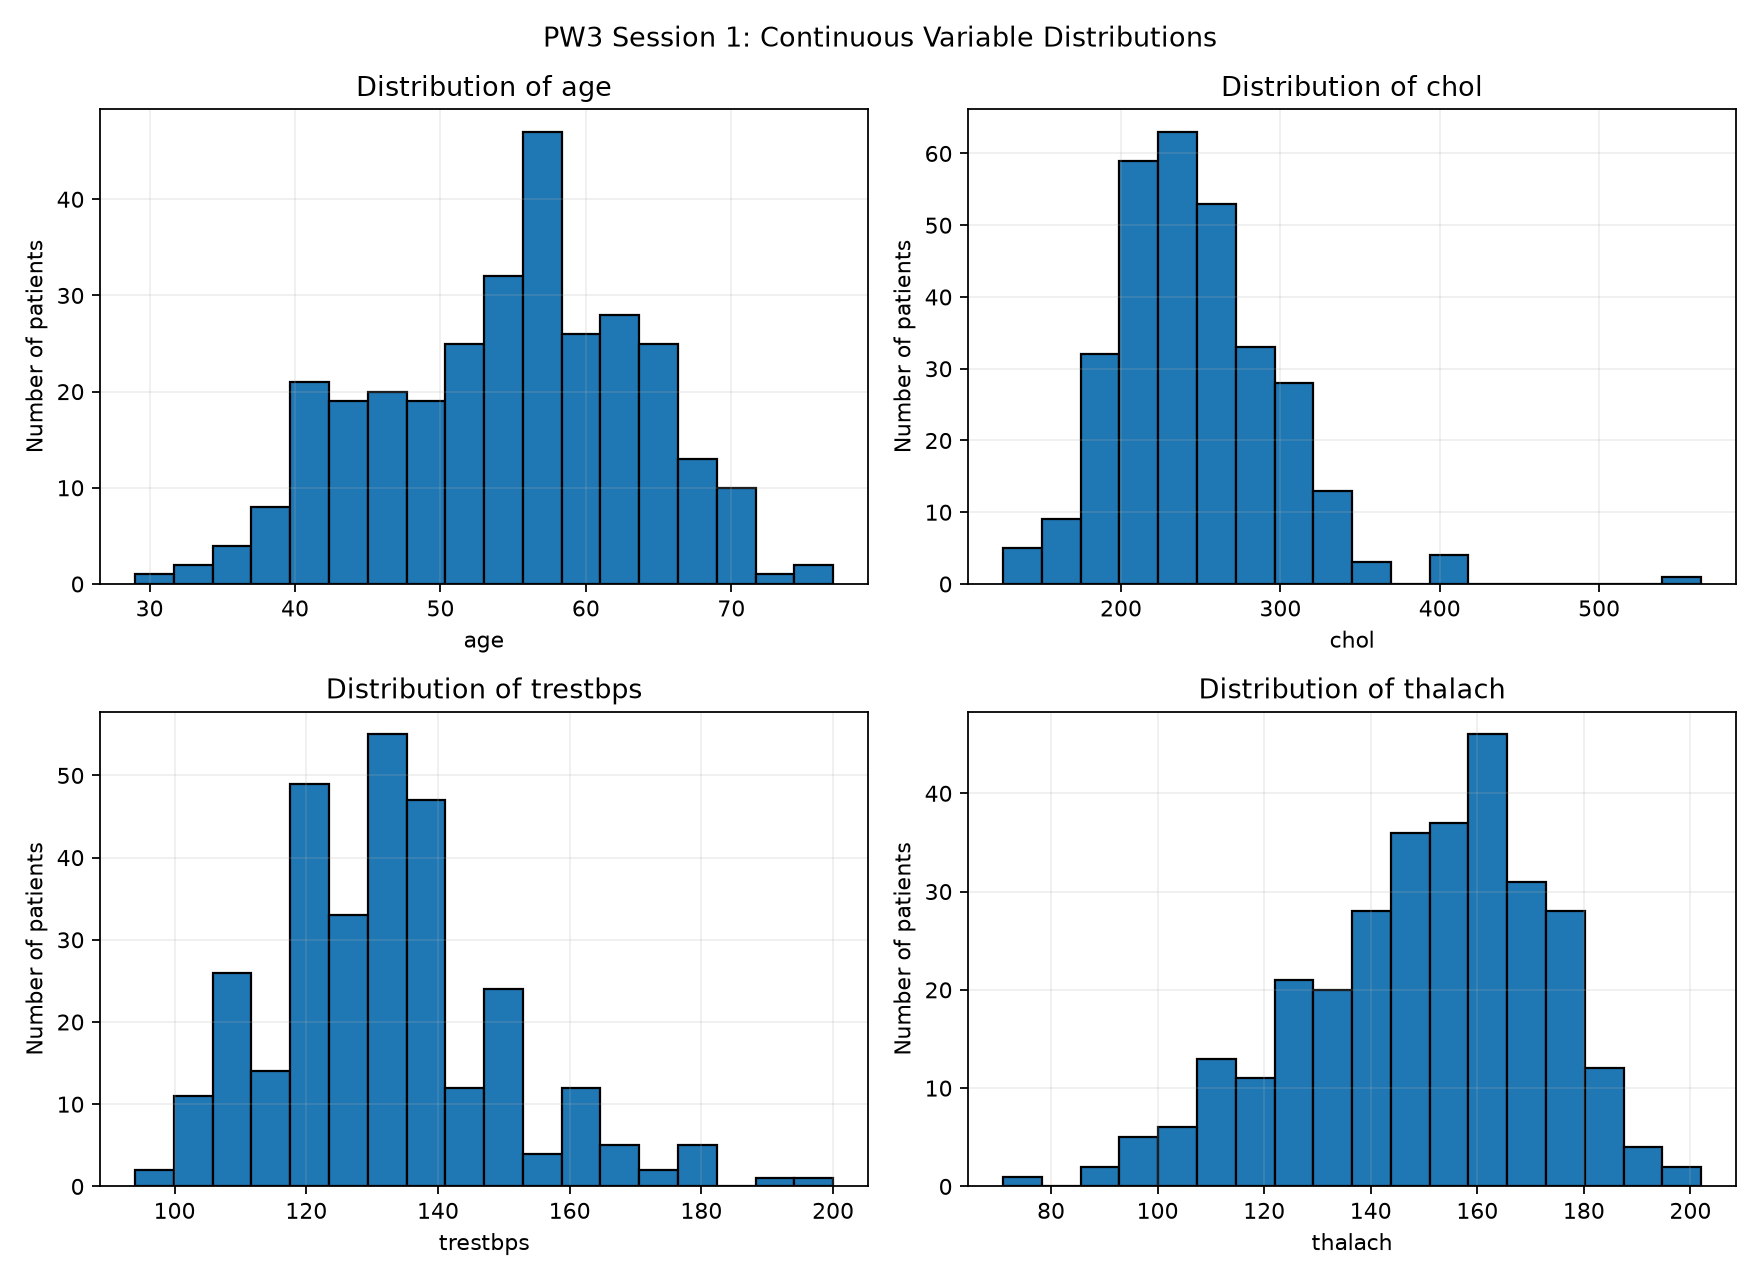 PW3 Session 1: Continuous Variable Distributions
Distribution of age
Number of patients
0
10
20
30
40
30 40 50 60 70
age
Distribution of chol
Number of patients
0
10
20
30
40
50
60
200 300 400 500
chol
Distribution of trestbps
Number of patients
0
10
20
30
40
50
100 120 140 160 180 200
trestbps
Distribution of thalach
Number of patients
0
10
20
30
40
80 100 120 140 160 180 200
thalach